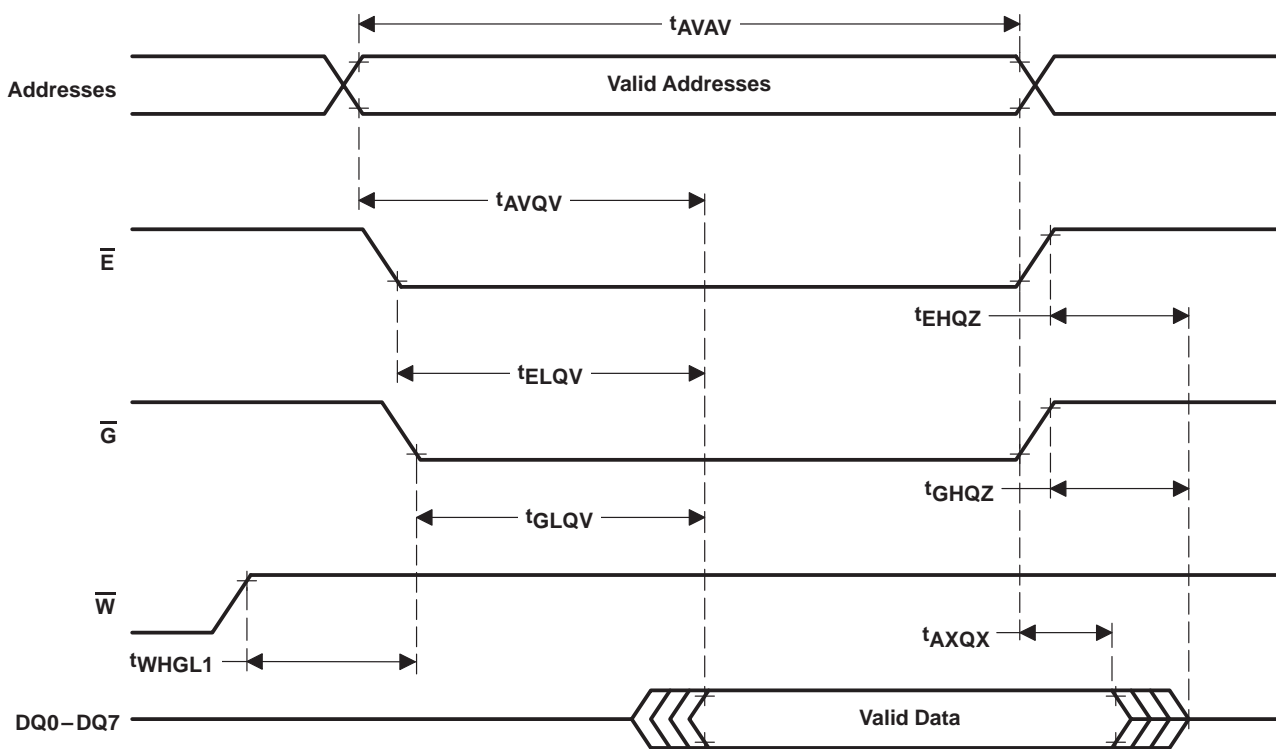 tAVAV
Addresses
Valid Addresses
tAVQV
E̅
tEHQZ
tELQV
G̅
tGHQZ
tGLQV
W̅
tAXQX
tWHGL1
DQ0–DQ7
Valid Data